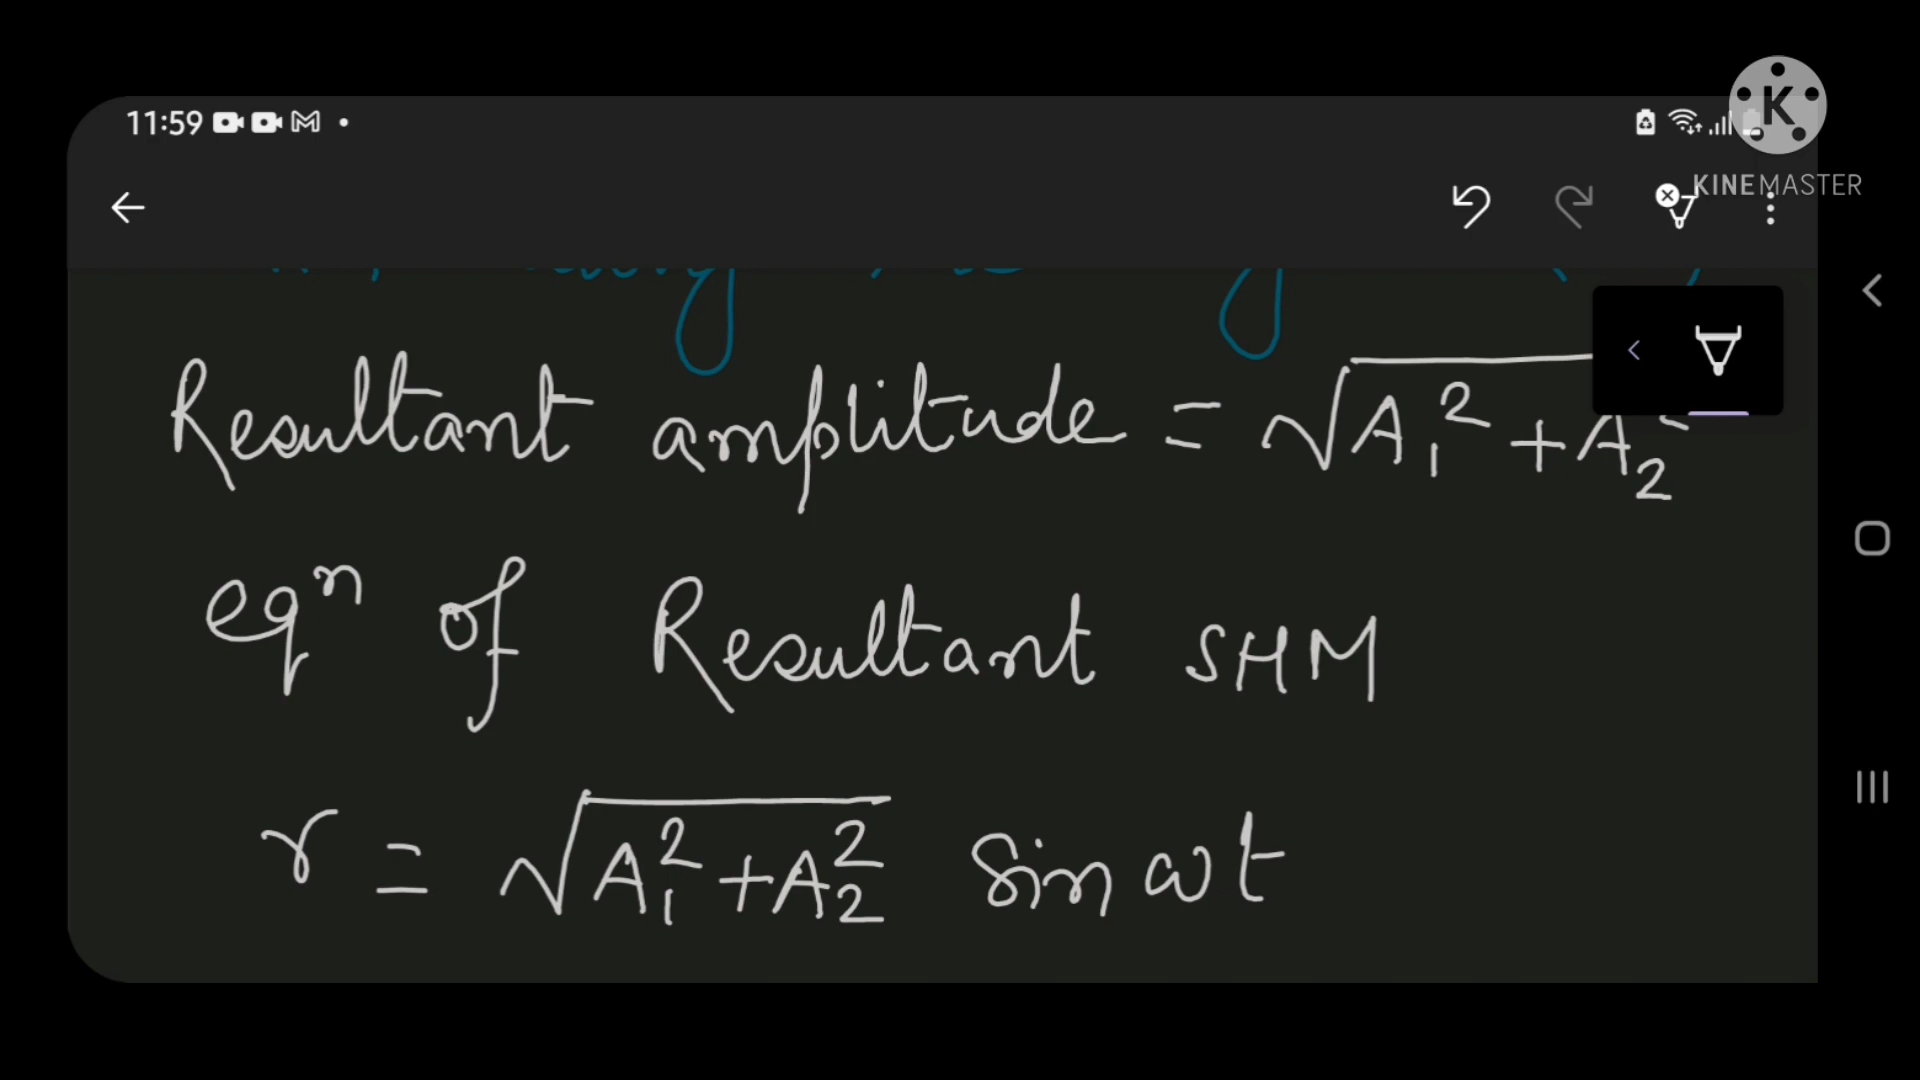 11:59
KINEMASTER
Resultant amplitude = √A₁² + A₂²
eqⁿ of Resultant SHM
r = √A₁² + A₂² Sin ωt